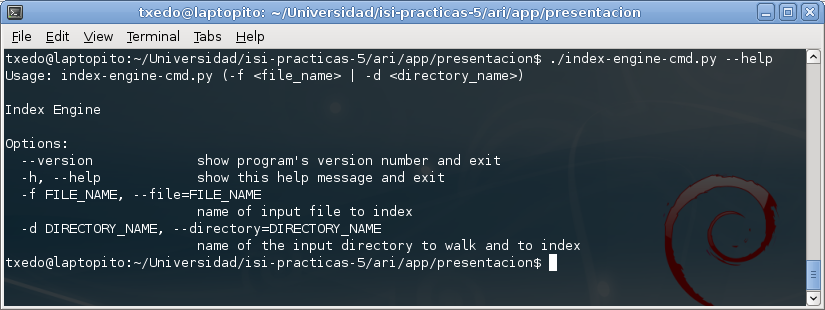 txedo@laptopito: ~/Universidad/isi-practicas-5/ari/app/presentacion
File Edit View Terminal Tabs Help
txedo@laptopito:~/Universidad/isi-practicas-5/ari/app/presentacion$ ./index-engine-cmd.py --help
Usage: index-engine-cmd.py (-f <file_name> | -d <directory_name>)
Index Engine
Options:
--version show program's version number and exit
-h, --help show this help message and exit
-f FILE_NAME, --file=FILE_NAME
name of input file to index
-d DIRECTORY_NAME, --directory=DIRECTORY_NAME
name of the input directory to walk and to index
txedo@laptopito:~/Universidad/isi-practicas-5/ari/app/presentacion$